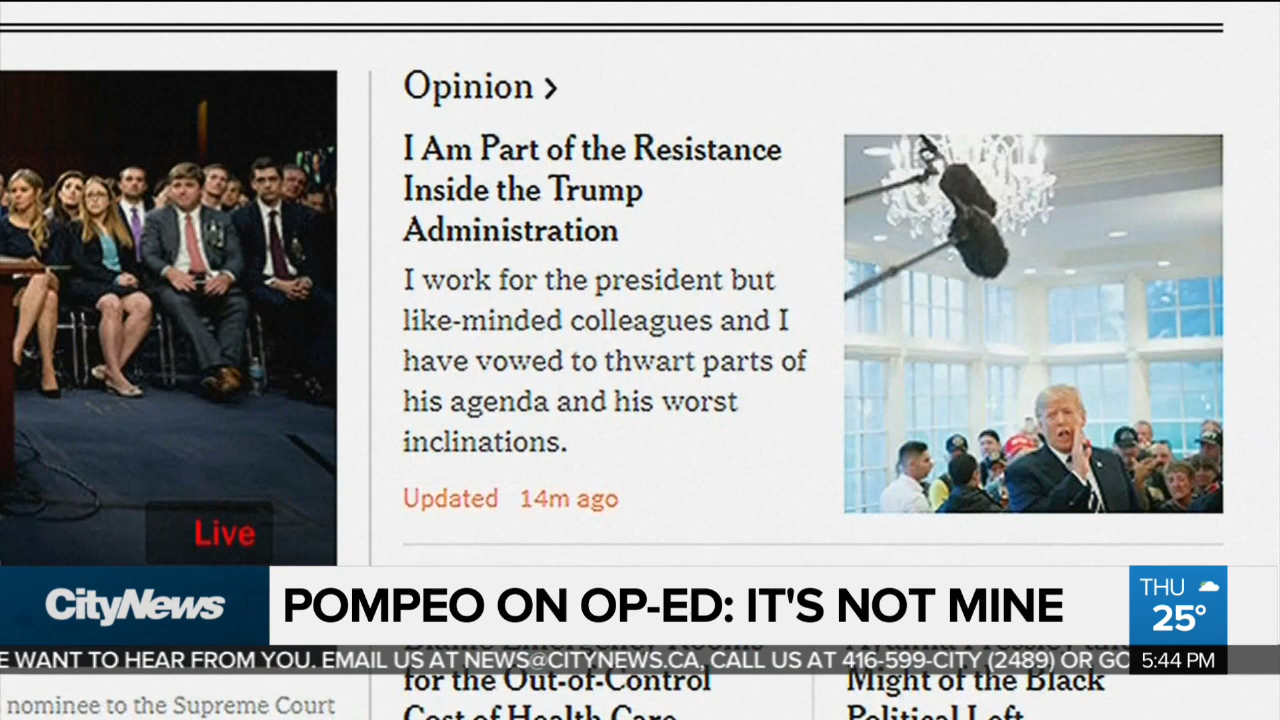 Opinion >
I Am Part of the Resistance
Inside the Trump
Administration
I work for the president but
like-minded colleagues and I
have vowed to thwart parts of
his agenda and his worst
inclinations.
Updated 14m ago
Live
CityNews
POMPEO ON OP-ED: IT'S NOT MINE
THU
25°
E WANT TO HEAR FROM YOU. EMAIL US AT NEWS@CITYNEWS.CA, CALL US AT 416-599-CITY (2489) OR GO
5:44 PM
for the Out-of-Control
Cost of Health Care
Might of the Black
Political Left
nominee to the Supreme Court